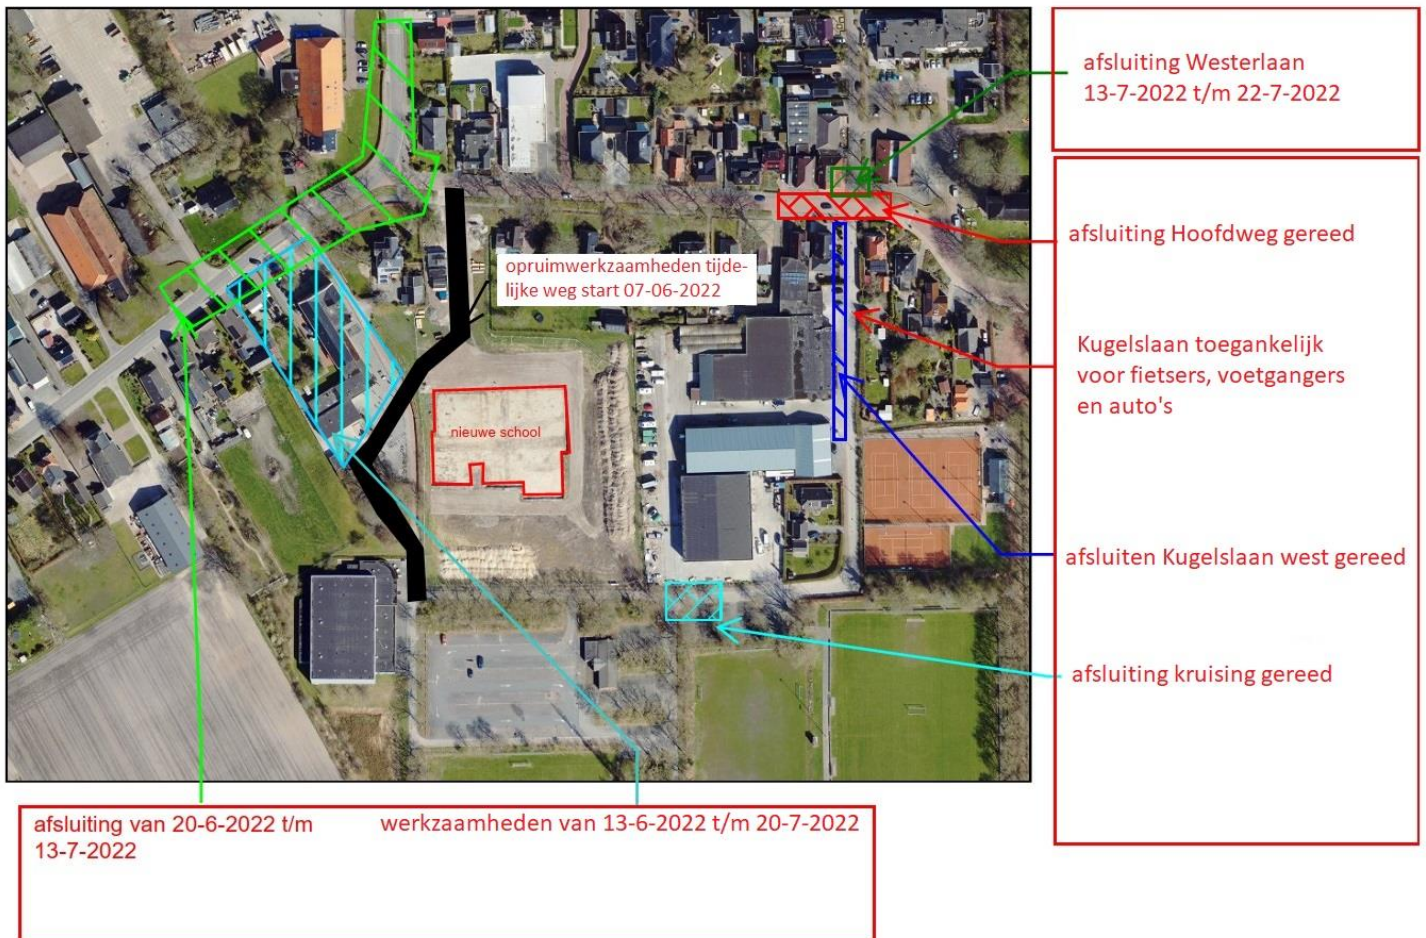 afsluiting Westerlaan
13-7-2022 t/m 22-7-2022
afsluiting Hoofdweg gereed
opruimwerkzaamheden tijde-
lijke weg start 07-06-2022
Kugelslaan toegankelijk
voor fietsers, voetgangers
en auto's
nieuwe school
afsluiten Kugelslaan west gereed
afsluiting kruising gereed
afsluiting van 20-6-2022 t/m
13-7-2022
werkzaamheden van 13-6-2022 t/m 20-7-2022